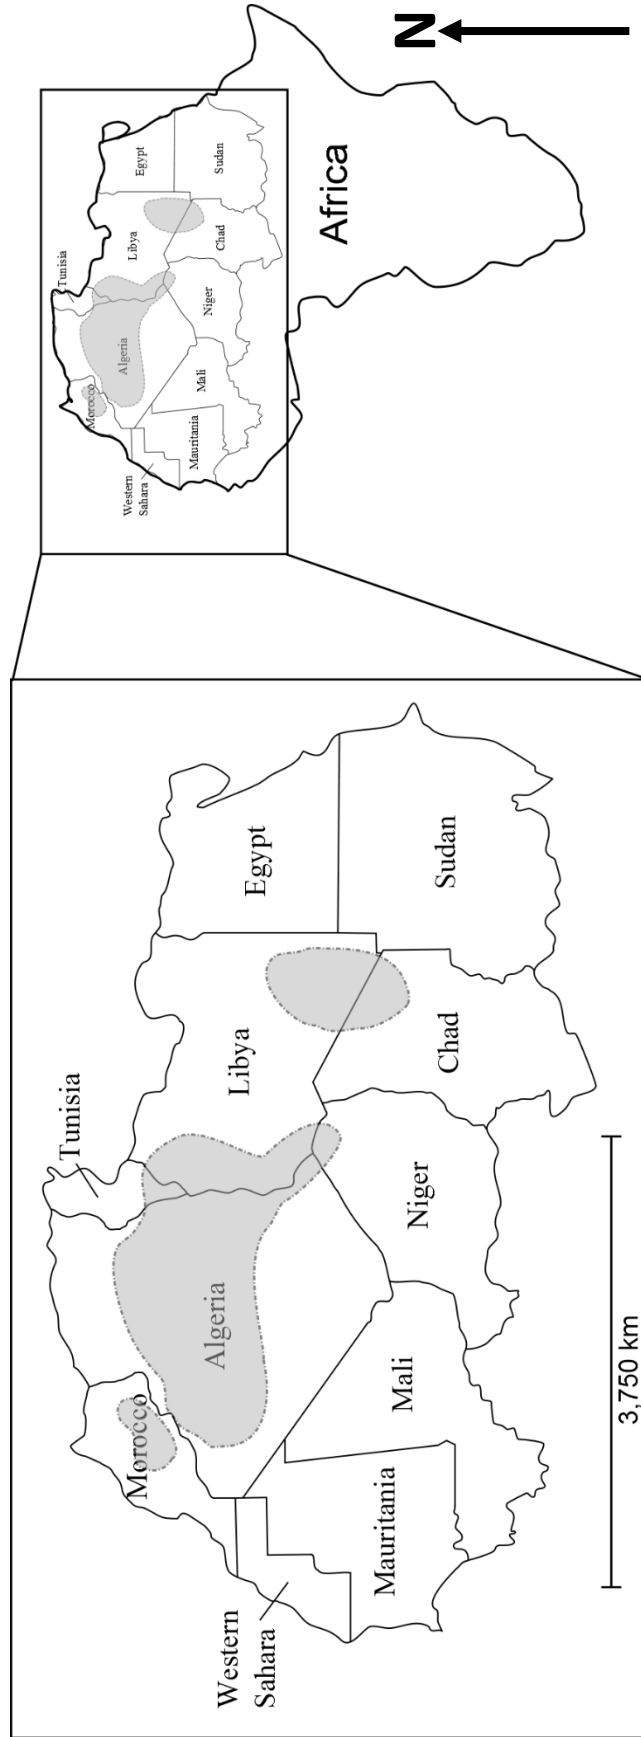 Tunisia
Morocco
Algeria
Libya
Egypt
Western
Sahara
Mauritania
Mali
Niger
Chad
Sudan
3,750 km
Tunisia
Morocco
Algeria
Libya
Egypt
Western
Sahara
Mauritania
Mali
Niger
Chad
Sudan
Africa
N